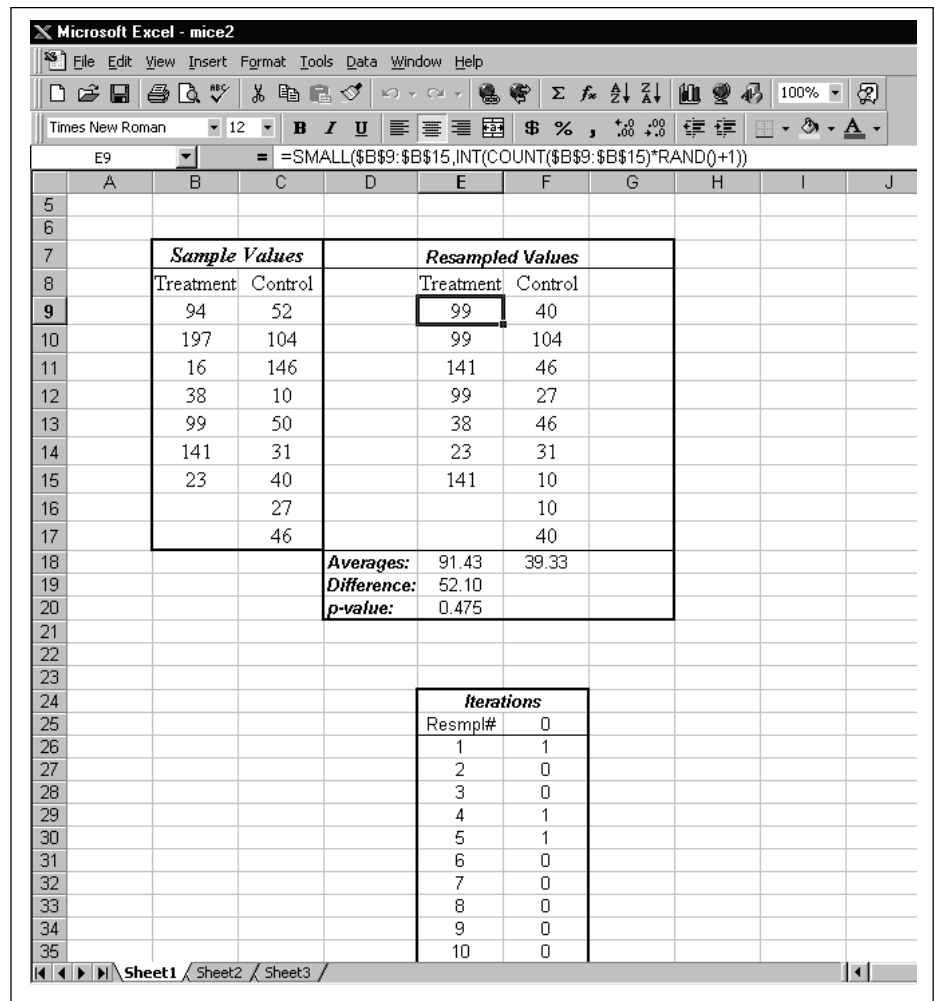 Microsoft Excel - mice2
File Edit View Insert Format Tools Data Window Help
100%
Times New Roman 12 B I U $ % ,
E9 = =SMALL($B$9:$B$15,INT(COUNT($B$9:$B$15)*RAND()+1))
A B C D E F G H I J
5
6
7 Sample Values Resampled Values
8 Treatment Control Treatment Control
9 94 52 99 40
10 197 104 99 104
11 16 146 141 46
12 38 10 99 27
13 99 50 38 46
14 141 31 23 31
15 23 40 141 10
16 27 10
17 46 40
18 Averages: 91.43 39.33
19 Difference: 52.10
20 p-value: 0.475
21
22
23
24 Iterations
25 Resmpl# 0
26 1 1
27 2 0
28 3 0
29 4 1
30 5 1
31 6 0
32 7 0
33 8 0
34 9 0
35 10 0
Sheet1 Sheet2 Sheet3